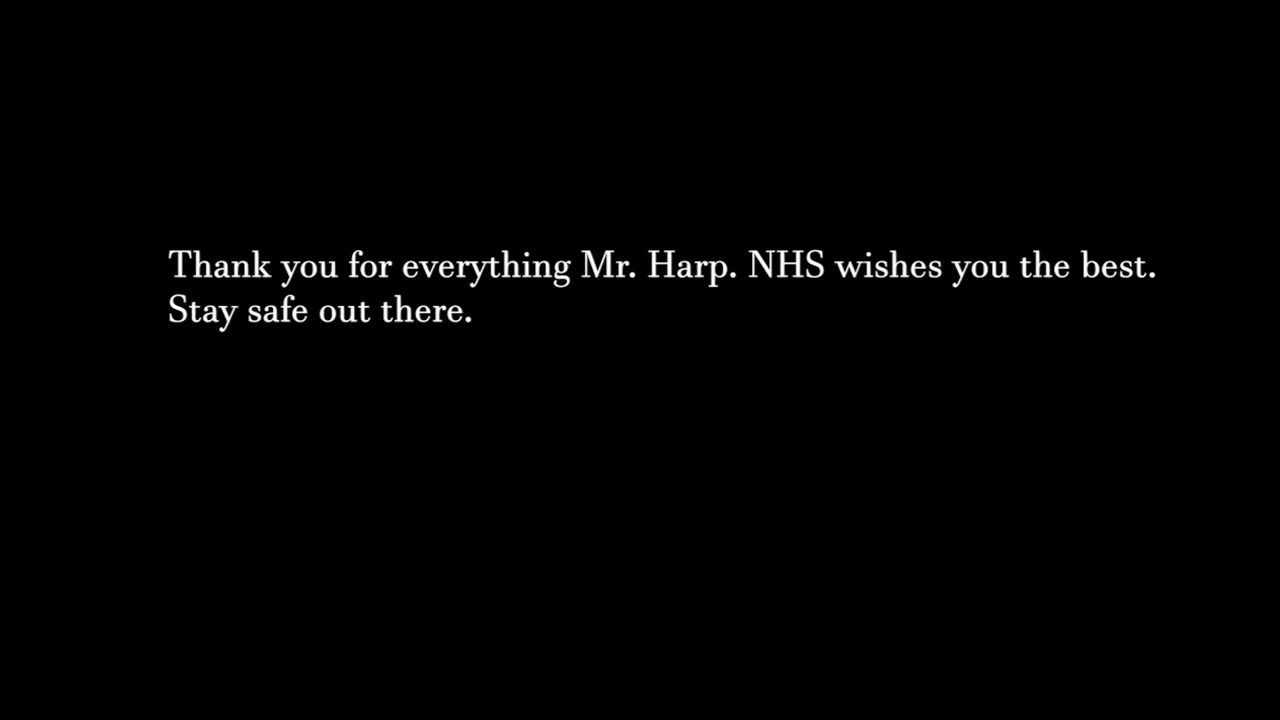 Thank you for everything Mr. Harp. NHS wishes you the best.
Stay safe out there.